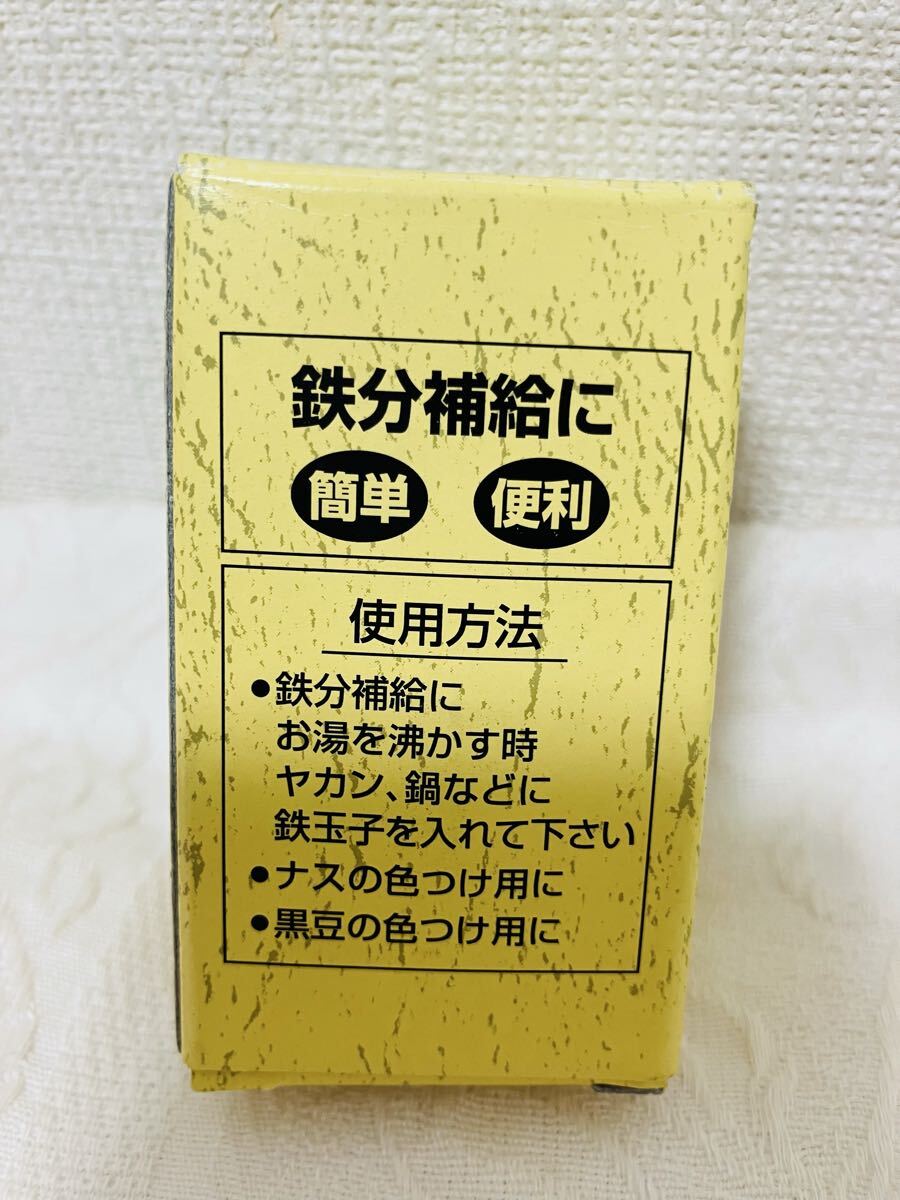 鉄分補給に
簡単 便利
使用方法
●鉄分補給に
お湯を沸かす時
ヤカン、鍋などに
鉄玉子を入れて下さい
●ナスの色つけ用に
●黒豆の色つけ用に